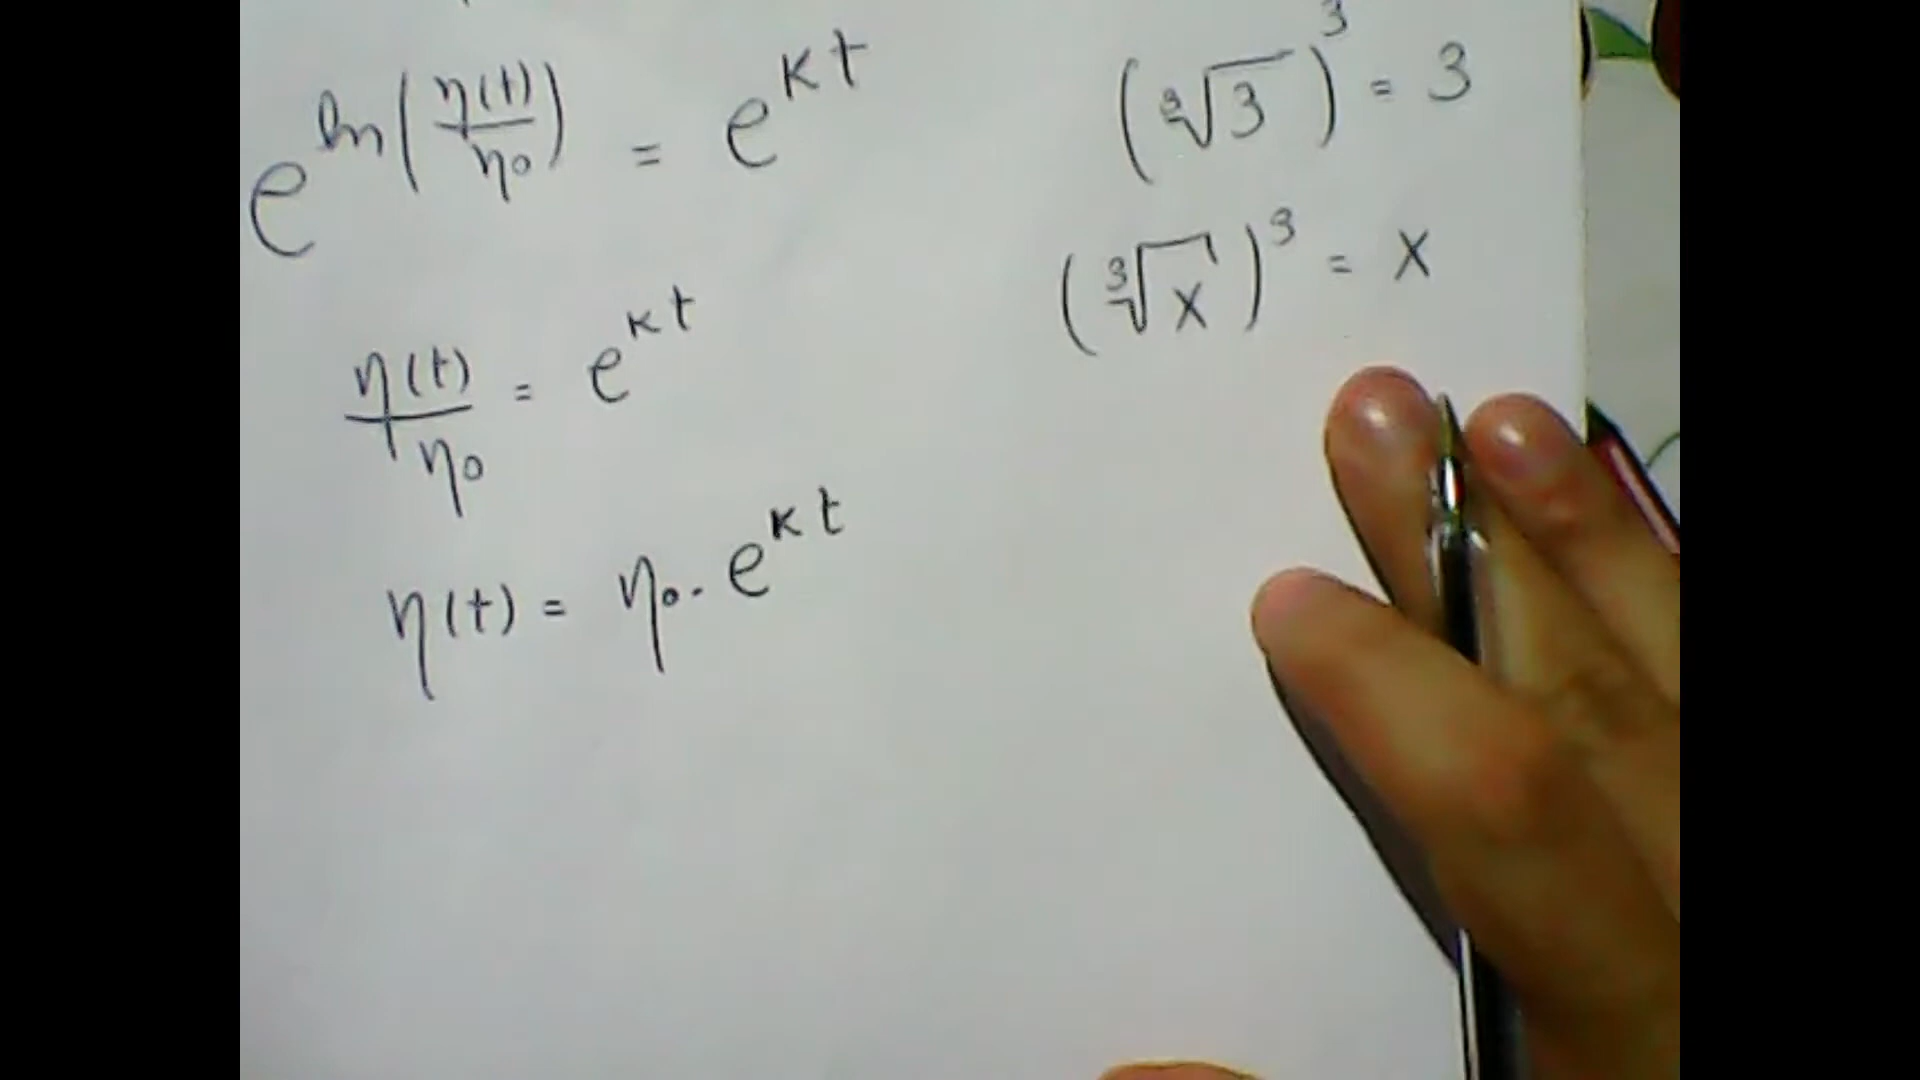 e^{ln(η(t)/η₀)} = e^{κt}
η(t)/η₀ = e^{κt}
η(t) = η₀ · e^{κt}
(∛3)³ = 3
(∛x)³ = x